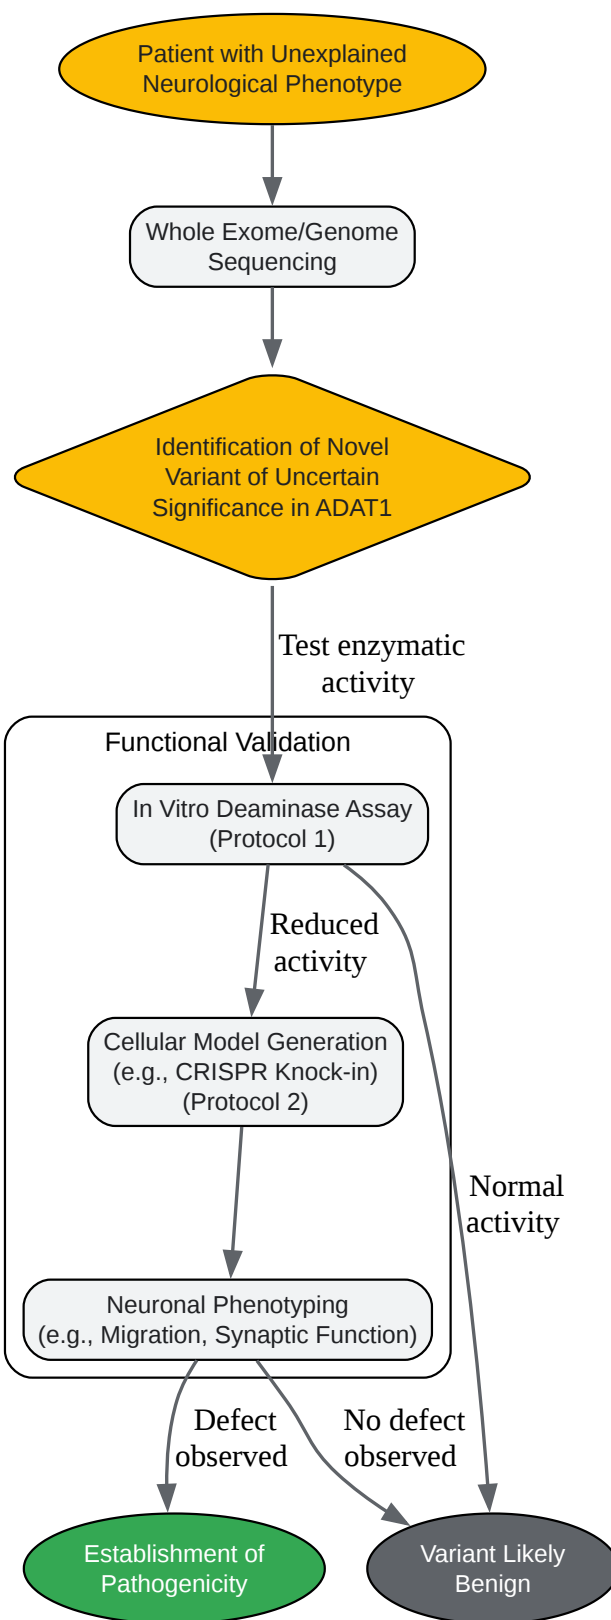 Patient with Unexplained
Neurological Phenotype
Whole Exome/Genome
Sequencing
Identification of Novel
Variant of Uncertain
Significance in ADAT1
Test enzymatic
activity
Functional Validation
In Vitro Deaminase Assay
(Protocol 1)
Reduced
activity
Cellular Model Generation
(e.g., CRISPR Knock-in)
(Protocol 2)
Normal
activity
Neuronal Phenotyping
(e.g., Migration, Synaptic Function)
Defect
observed
No defect
observed
Establishment of
Pathogenicity
Variant Likely
Benign